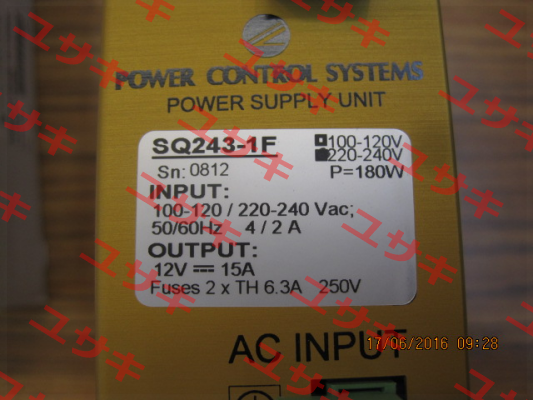 POWER CONTROL SYSTEMS
POWER SUPPLY UNIT
SQ243-1F
100-120V
220-240V
Sn: 0812
P=180W
INPUT:
100-120 / 220-240 Vac;
50/60Hz 4 / 2 A
OUTPUT:
12V 15A
Fuses 2 x TH 6.3A 250V
AC INPUT
17/06/2016 09:28
ユサキ